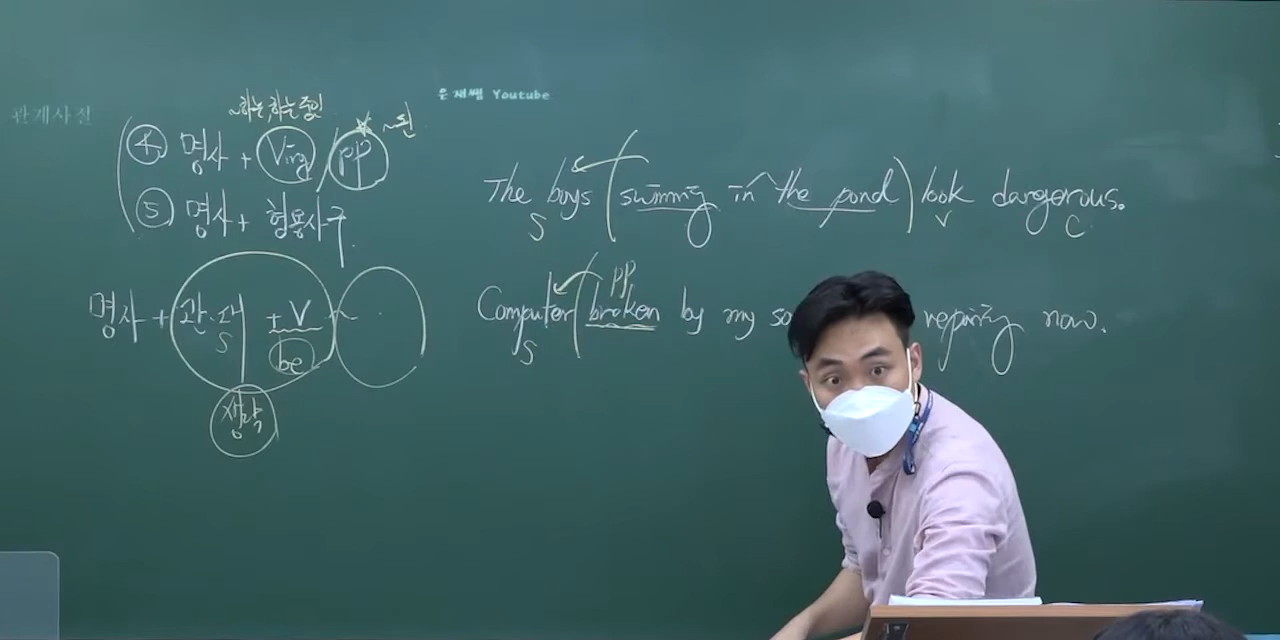 관계사절
은재쌤 Youtube
~하는, 하는 중인
~된
④ 명사 + Ving / pp
⑤ 명사 + 형용사구.
명사 + 관·대 + V
S
be
생략
The boys (swimming in the pond) look dangerous.
S V C
pp
Computer (broken by my so repairing now.
S